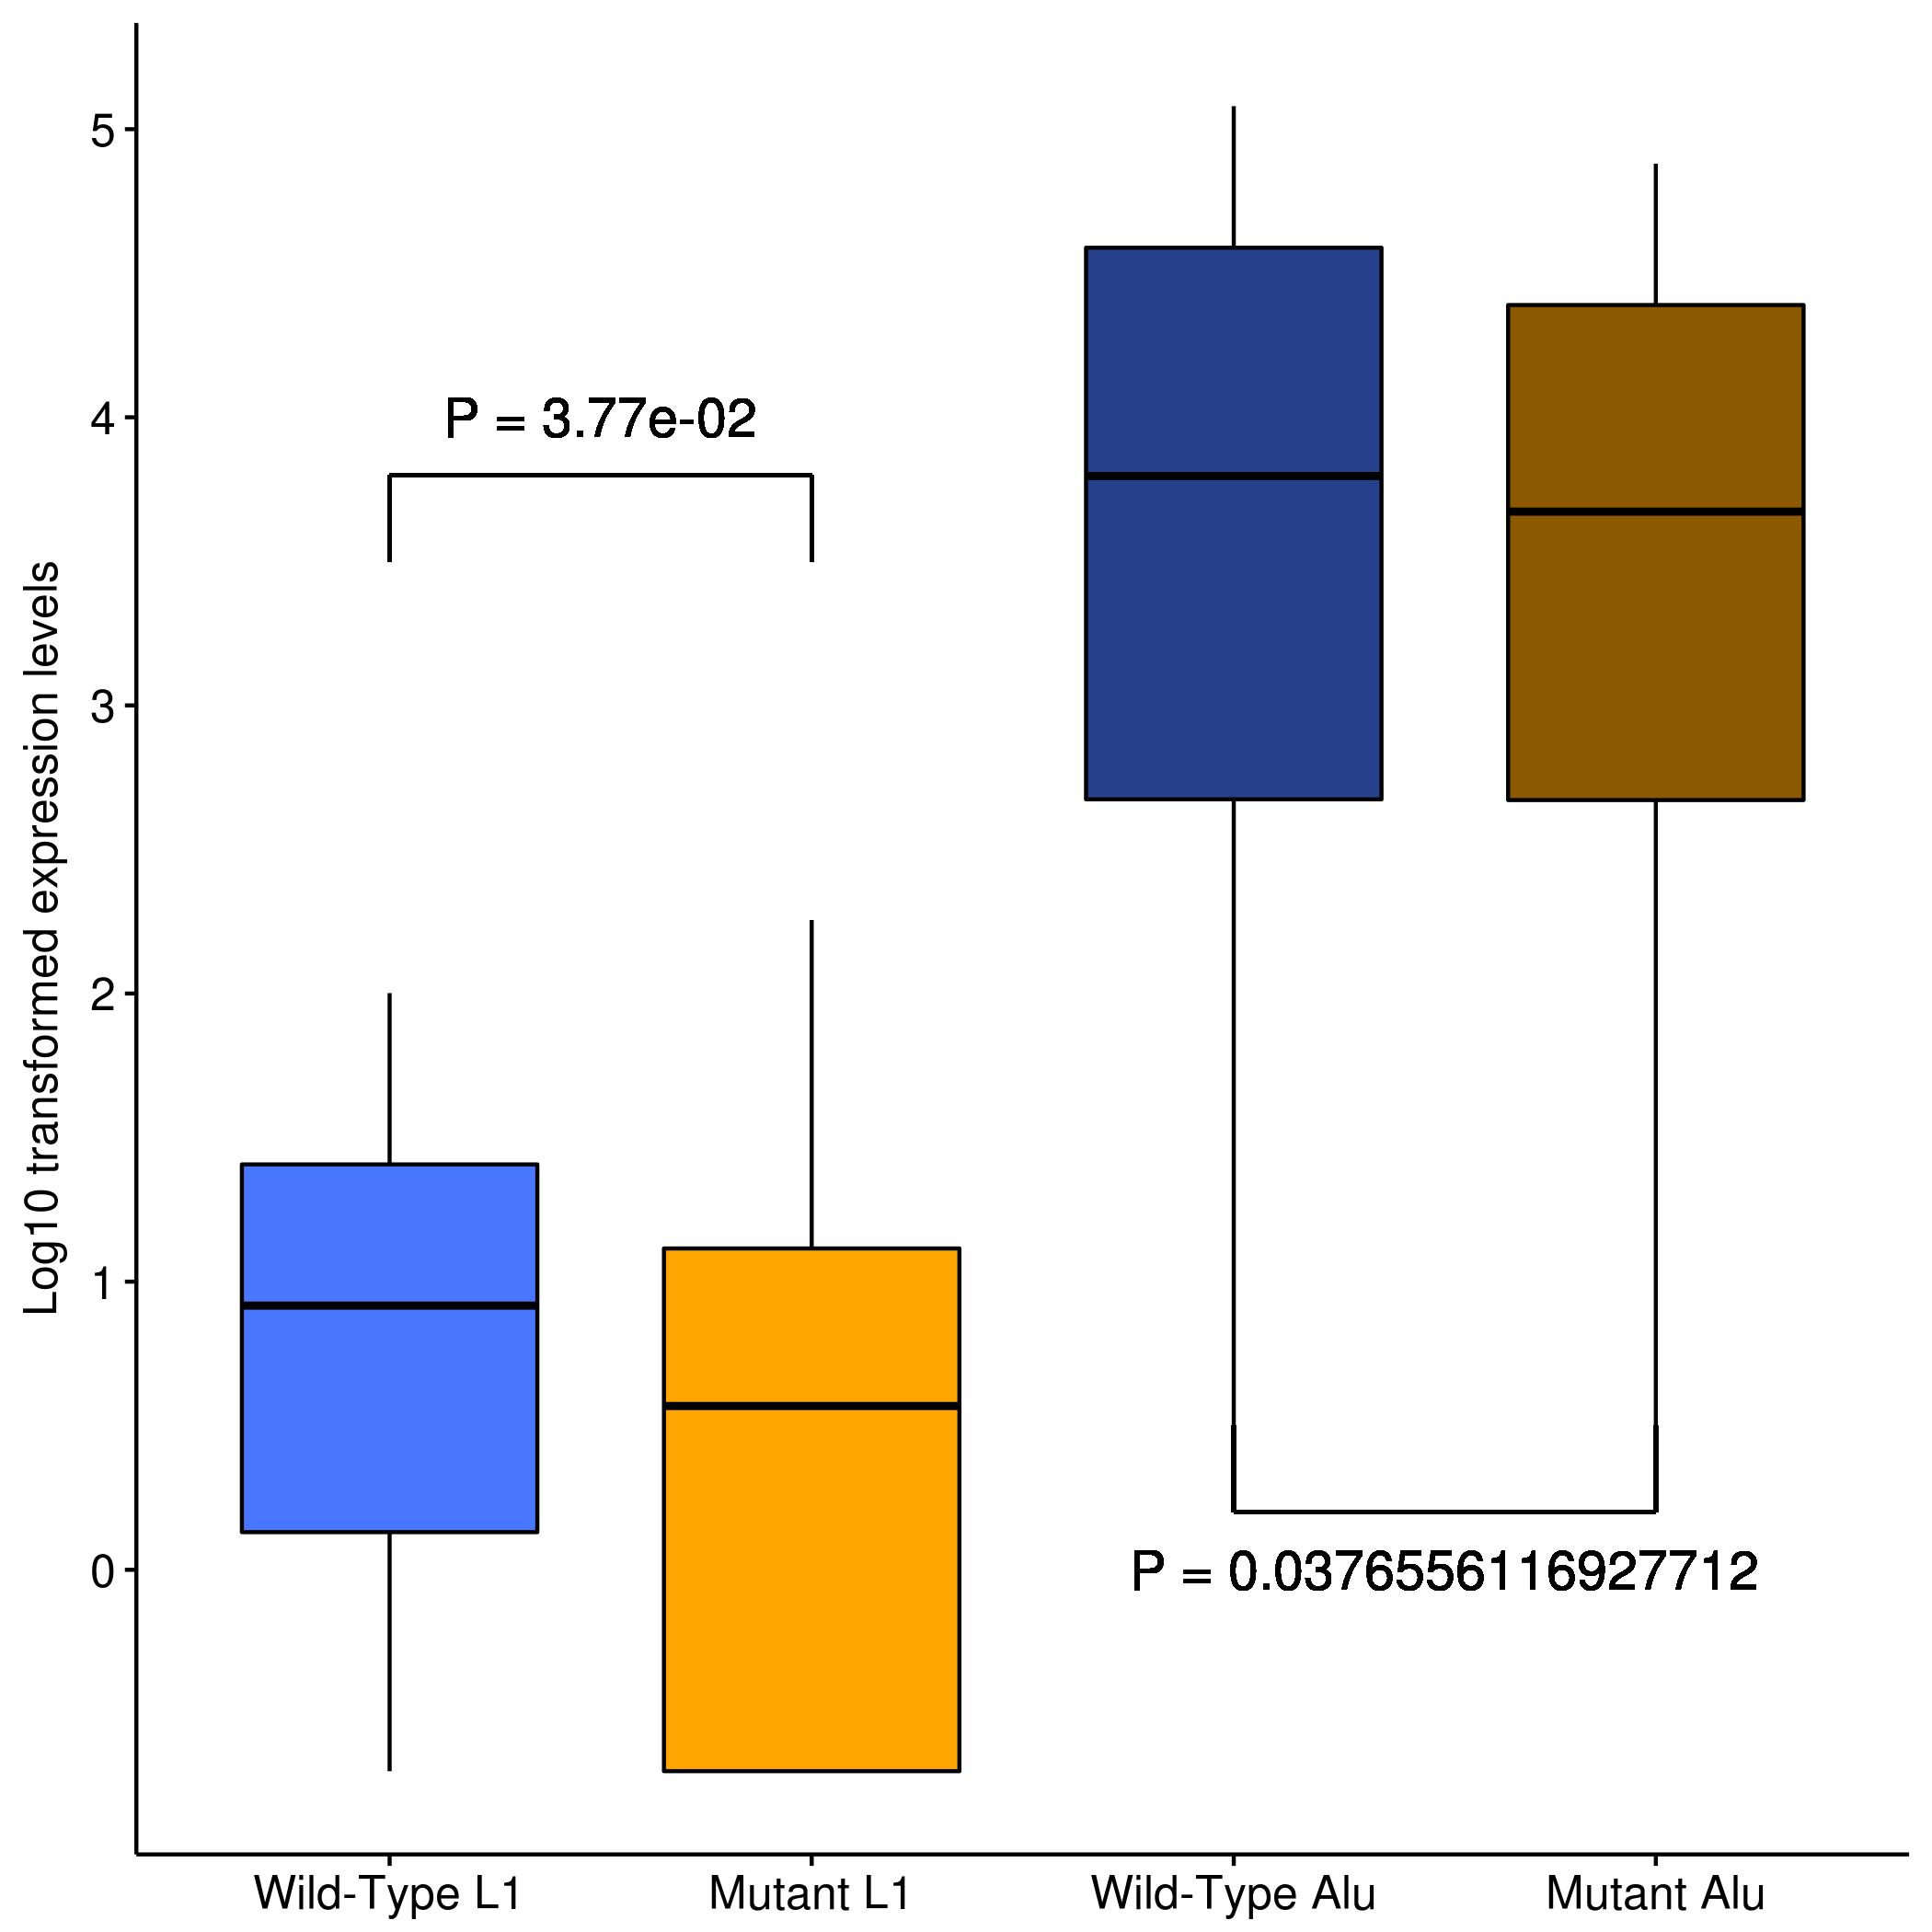 Log10 transformed expression levels
5
4
3
2
1
0
P = 3.77e-02
P = 0.0376556116927712
Wild-Type L1
Mutant L1
Wild-Type Alu
Mutant Alu